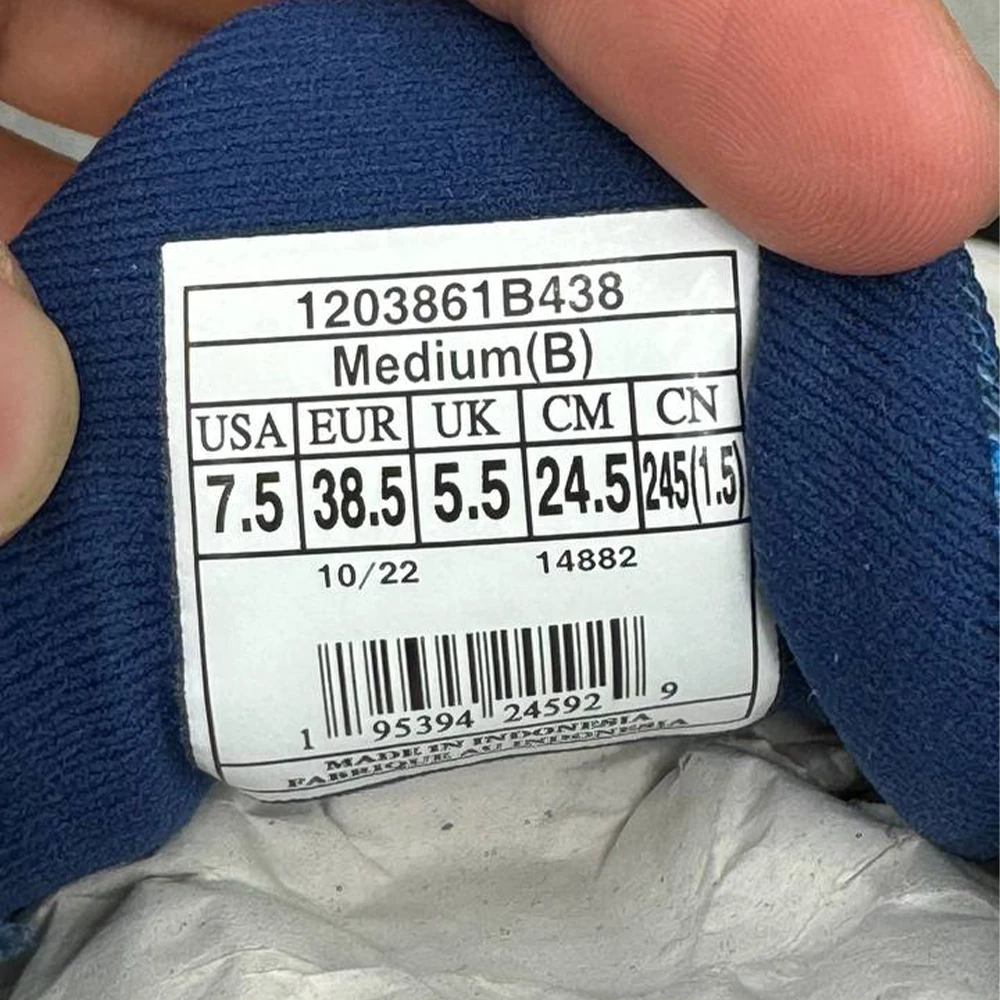 1203861B438
Medium(B)
USA EUR UK CM CN
7.5 38.5 5.5 24.5 245(1.5)
10/22 14882
1 95394 24592 9
MADE IN INDONESIA
FABRIQUE AU INDONESIA